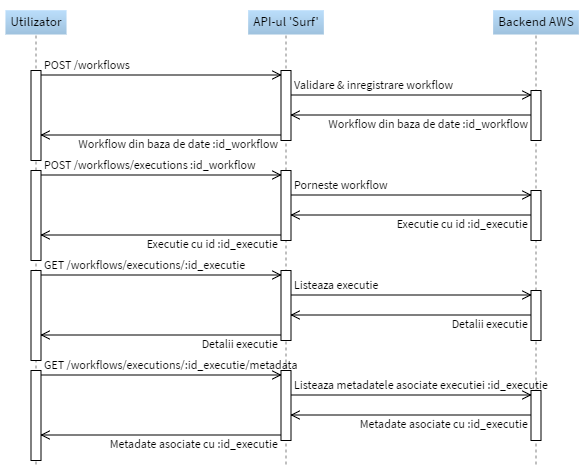 Utilizator
API-ul 'Surf'
Backend AWS
POST /workflows
Validare & inregistrare workflow
Workflow din baza de date :id_workflow
Workflow din baza de date :id_workflow
POST /workflows/executions :id_workflow
Porneste workflow
Executie cu id :id_executie
Executie cu id :id_executie
GET /workflows/executions/:id_executie
Listeaza executie
Detalii executie
Detalii executie
GET /workflows/executions/:id_executie/metadata
Listeaza metadatele asociate executiei :id_executie
Metadate asociate cu :id_executie
Metadate asociate cu :id_executie